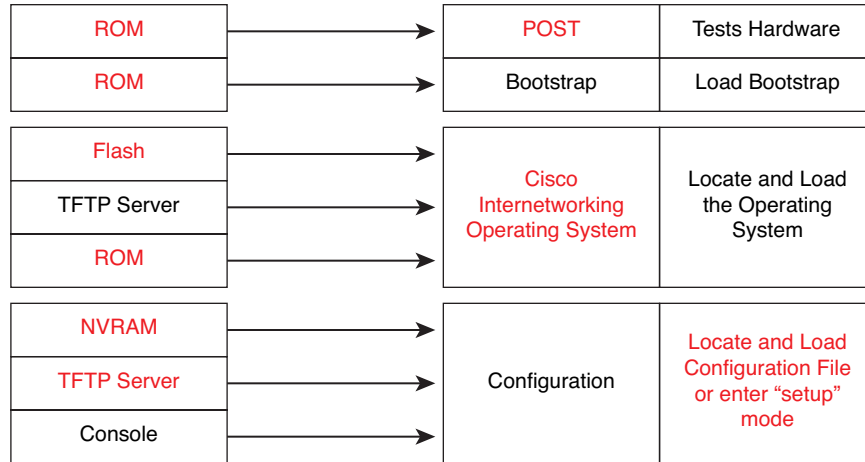 ROM
POST
Tests Hardware
ROM
Bootstrap
Load Bootstrap
Flash
TFTP Server
ROM
Cisco
Internetworking
Operating System
Locate and Load
the Operating
System
NVRAM
TFTP Server
Console
Configuration
Locate and Load
Configuration File
or enter “setup”
mode